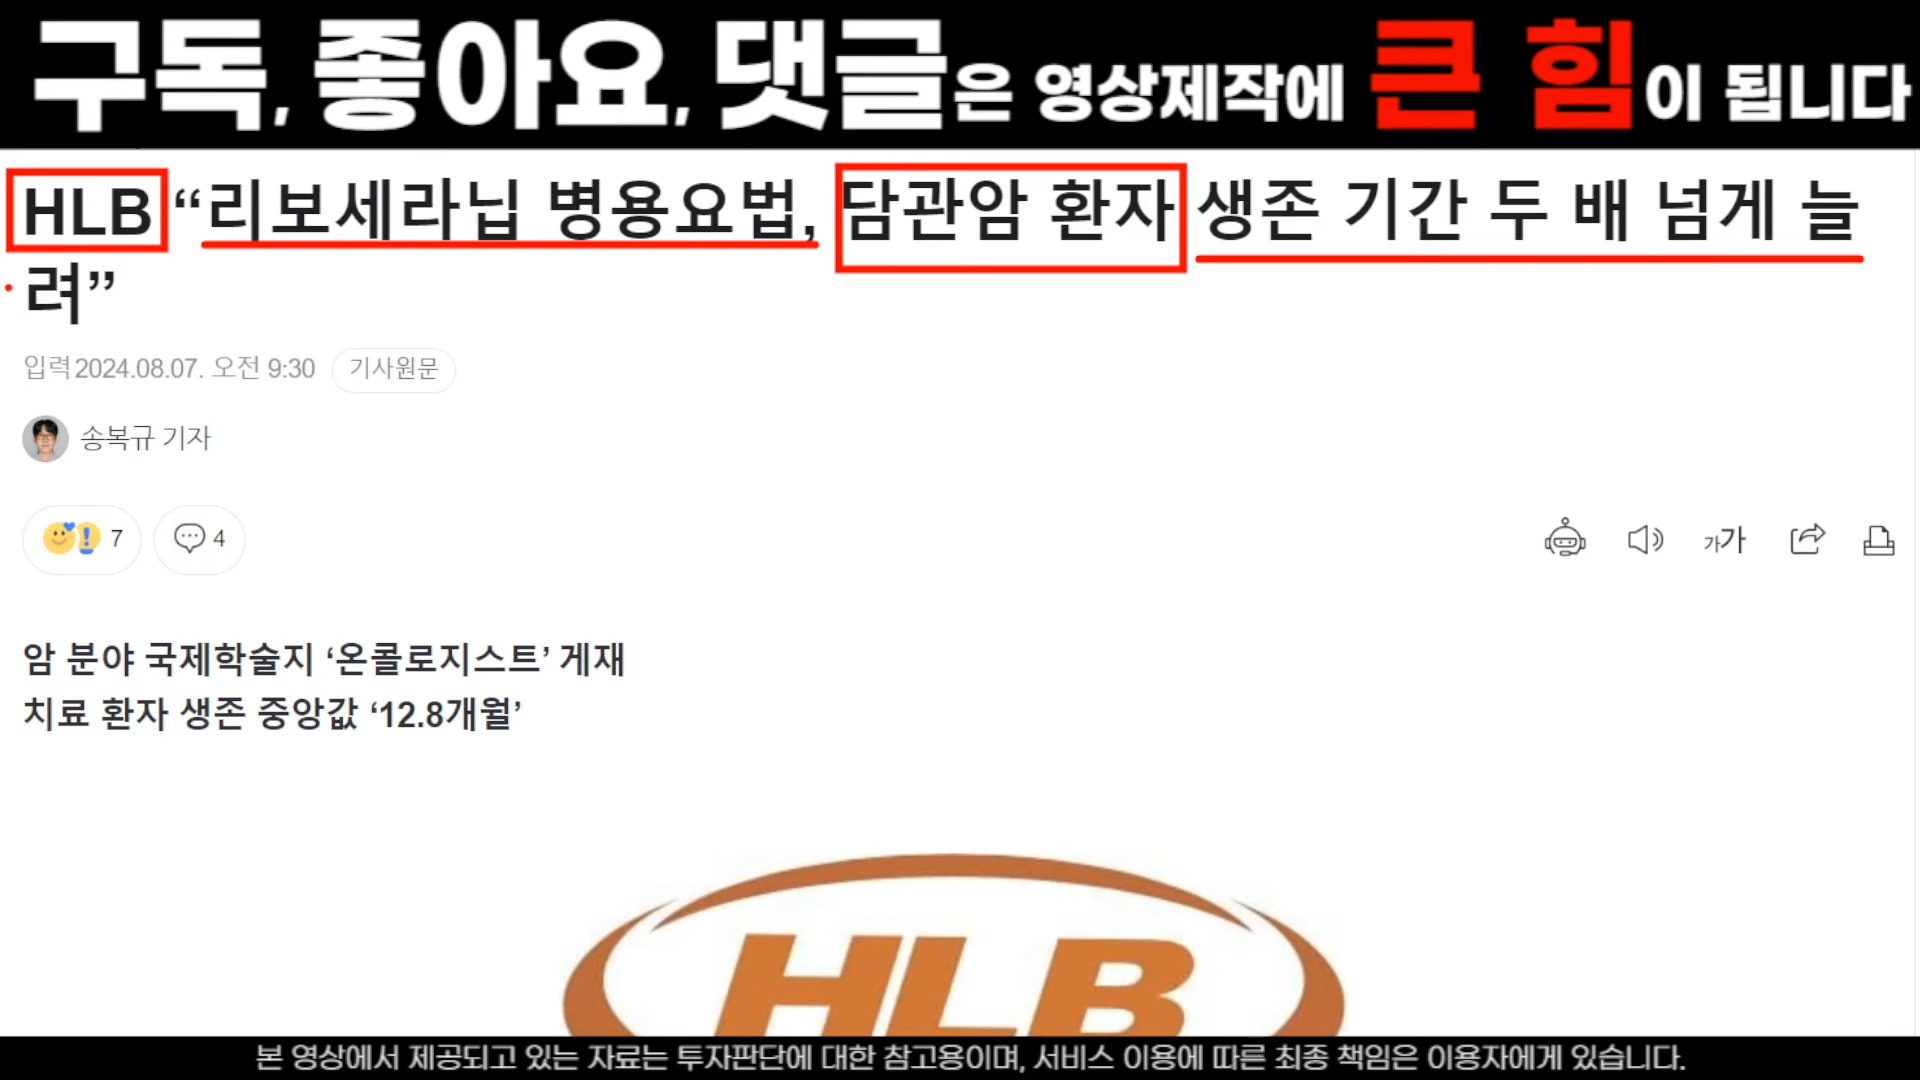 구독, 좋아요, 댓글은 영상제작에 큰 힘이 됩니다
HLB “리보세라닙 병용요법, 담관암 환자 생존 기간 두 배 넘게 늘
려”
입력 2024.08.07. 오전 9:30 기사원문
송복규 기자
7 4
가가
암 분야 국제학술지 ‘온콜로지스트’ 게재
치료 환자 생존 중앙값 ‘12.8개월’
HLB
본 영상에서 제공되고 있는 자료는 투자판단에 대한 참고용이며, 서비스 이용에 따른 최종 책임은 이용자에게 있습니다.